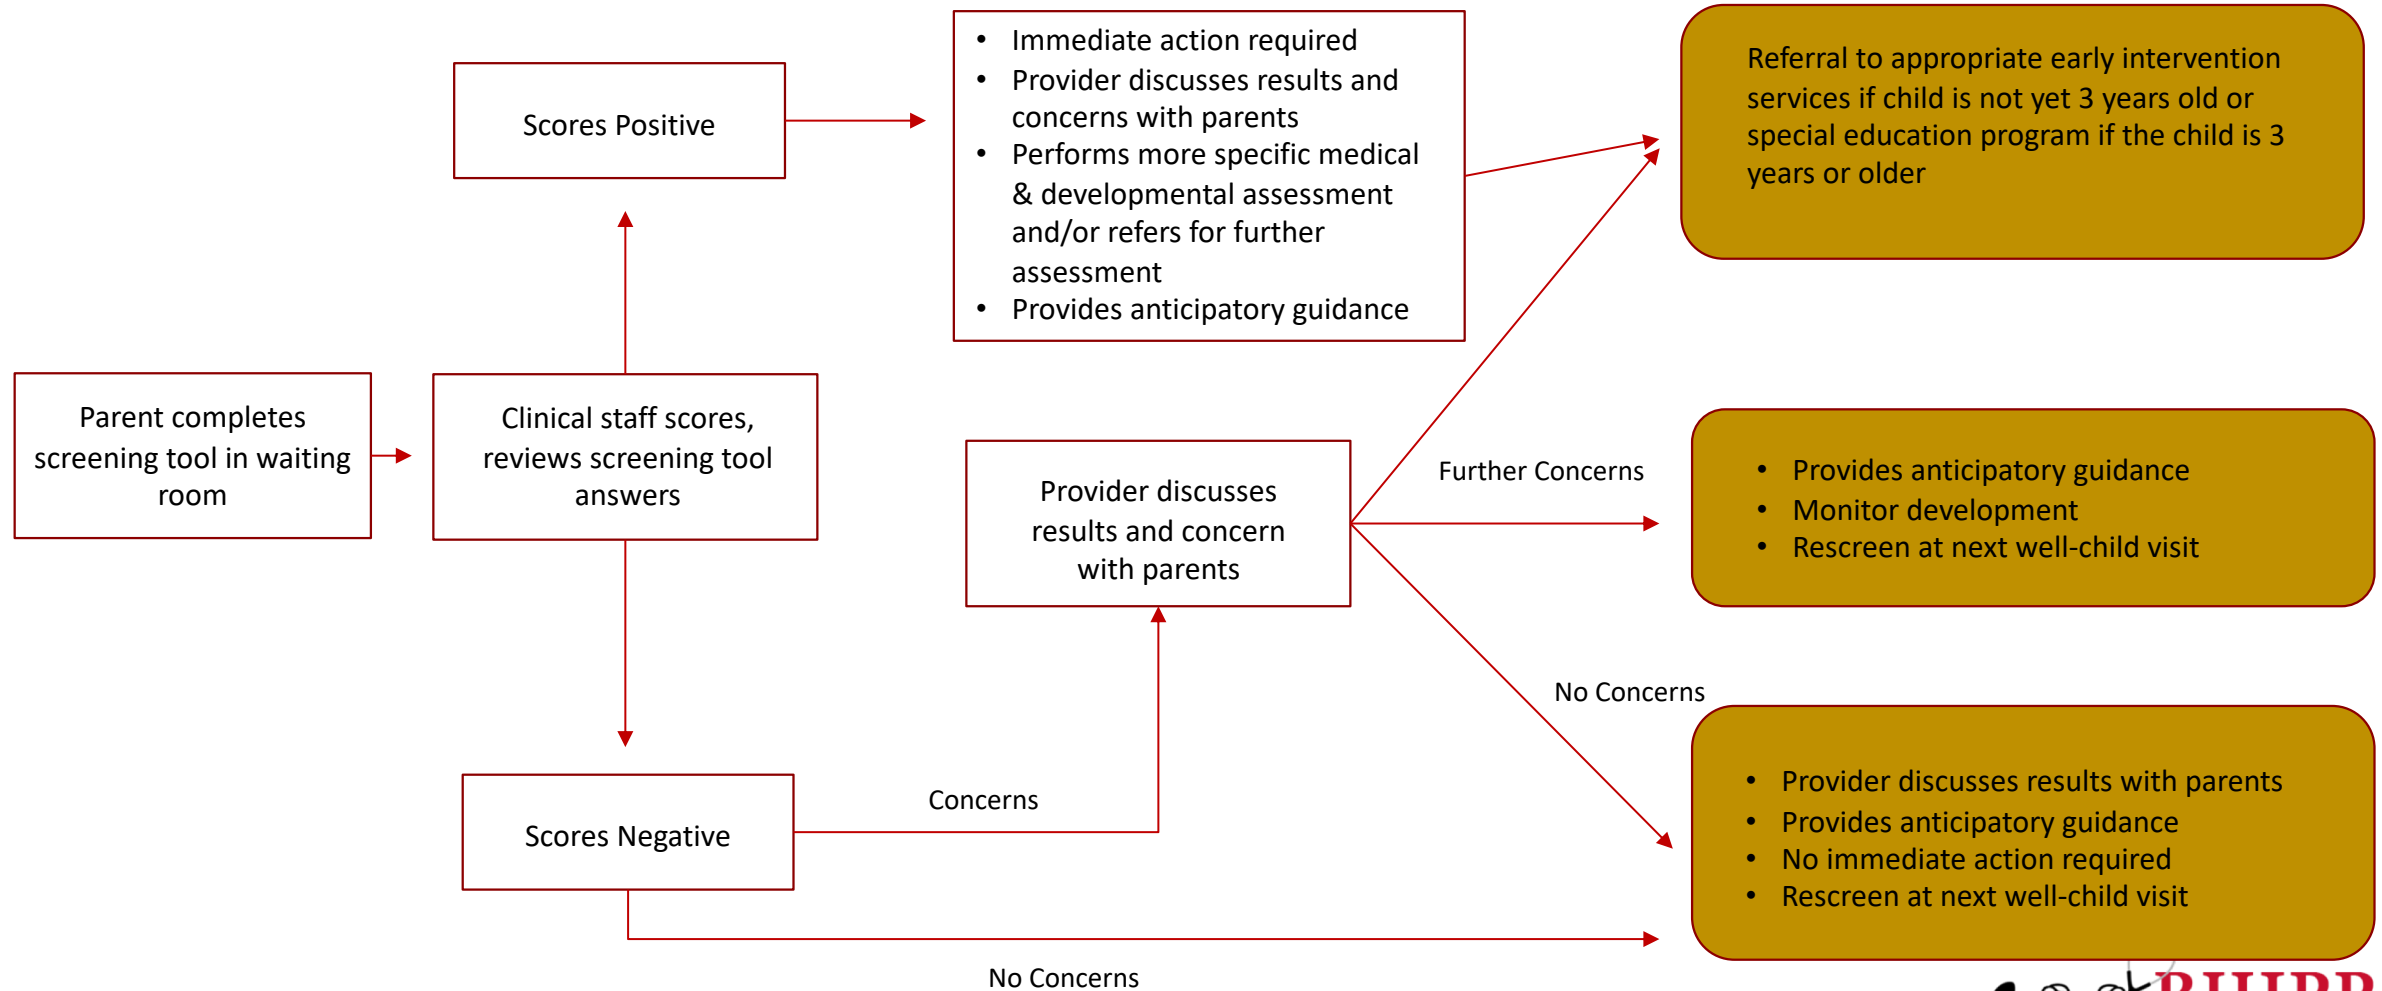 Parent completes
screening tool in waiting
room
Clinical staff scores,
reviews screening tool
answers
Scores Positive
• Immediate action required
• Provider discusses results and
concerns with parents
• Performs more specific medical
& developmental assessment
and/or refers for further
assessment
• Provides anticipatory guidance
Referral to appropriate early intervention
services if child is not yet 3 years old or
special education program if the child is 3
years or older
Scores Negative
Concerns
Provider discusses
results and concern
with parents
Further Concerns
• Provides anticipatory guidance
• Monitor development
• Rescreen at next well-child visit
No Concerns
• Provider discusses results with parents
• Provides anticipatory guidance
• No immediate action required
• Rescreen at next well-child visit
No Concerns